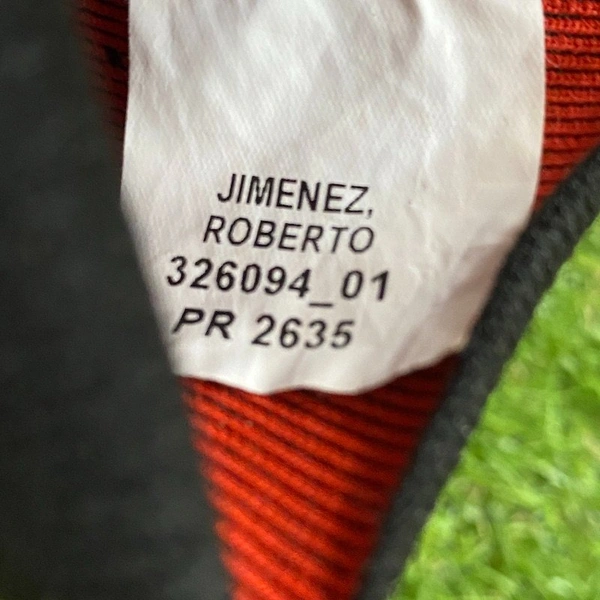 JIMENEZ,
ROBERTO
326094_01
PR 2635